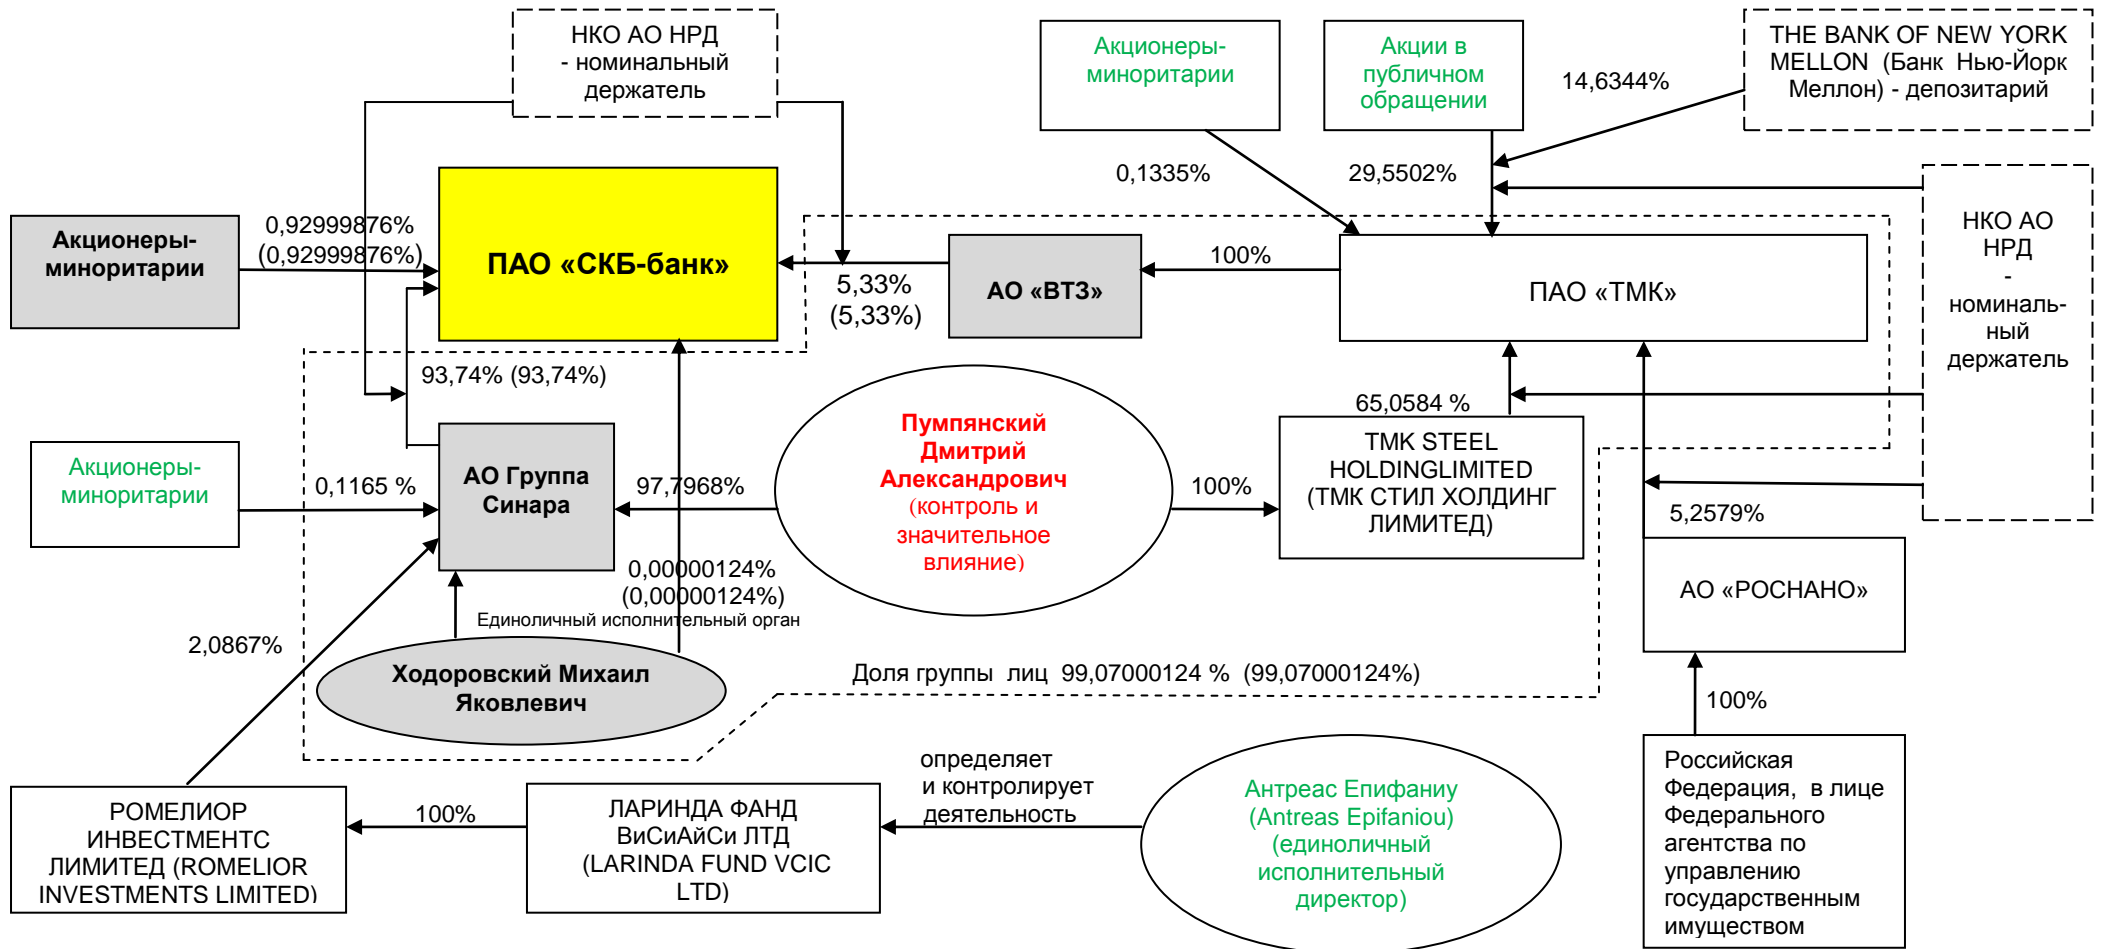 НКО АО НРД
- номинальный
держатель
Акционеры-
миноритарии
Акции в
публичном
обращении
14,6344%
THE BANK OF NEW YORK
MELLON (Банк Нью-Йорк
Меллон) - депозитарий
0,1335%
29,5502%
Акционеры-
миноритарии
0,92999876%
(0,92999876%)
ПАО «СКБ-банк»
5,33%
(5,33%)
АО «ВТЗ»
100%
ПАО «ТМК»
НКО АО
НРД
-
номиналь-
ный
держатель
93,74% (93,74%)
Акционеры-
миноритарии
0,1165 %
АО Группа
Синара
97,7968%
Пумпянский
Дмитрий
Александрович
(контроль и
значительное
влияние)
100%
65,0584 %
TMK STEEL
HOLDINGLIMITED
(ТМК СТИЛ ХОЛДИНГ
ЛИМИТЕД)
5,2579%
АО «РОСНАНО»
0,00000124%
(0,00000124%)
Единоличный исполнительный орган
2,0867%
Ходоровский Михаил
Яковлевич
Доля группы лиц 99,07000124 % (99,07000124%)
100%
РОМЕЛИОР
ИНВЕСТМЕНТС
ЛИМИТЕД (ROMELIOR
INVESTMENTS LIMITED)
100%
ЛАРИНДА ФАНД
ВиСиАйСи ЛТД
(LARINDA FUND VCIC
LTD)
определяет
и контролирует
деятельность
Антреас Епифаниу
(Antreas Epifaniou)
(единоличный
исполнительный
директор)
Российская
Федерация, в лице
Федерального
агентства по
управлению
государственным
имуществом